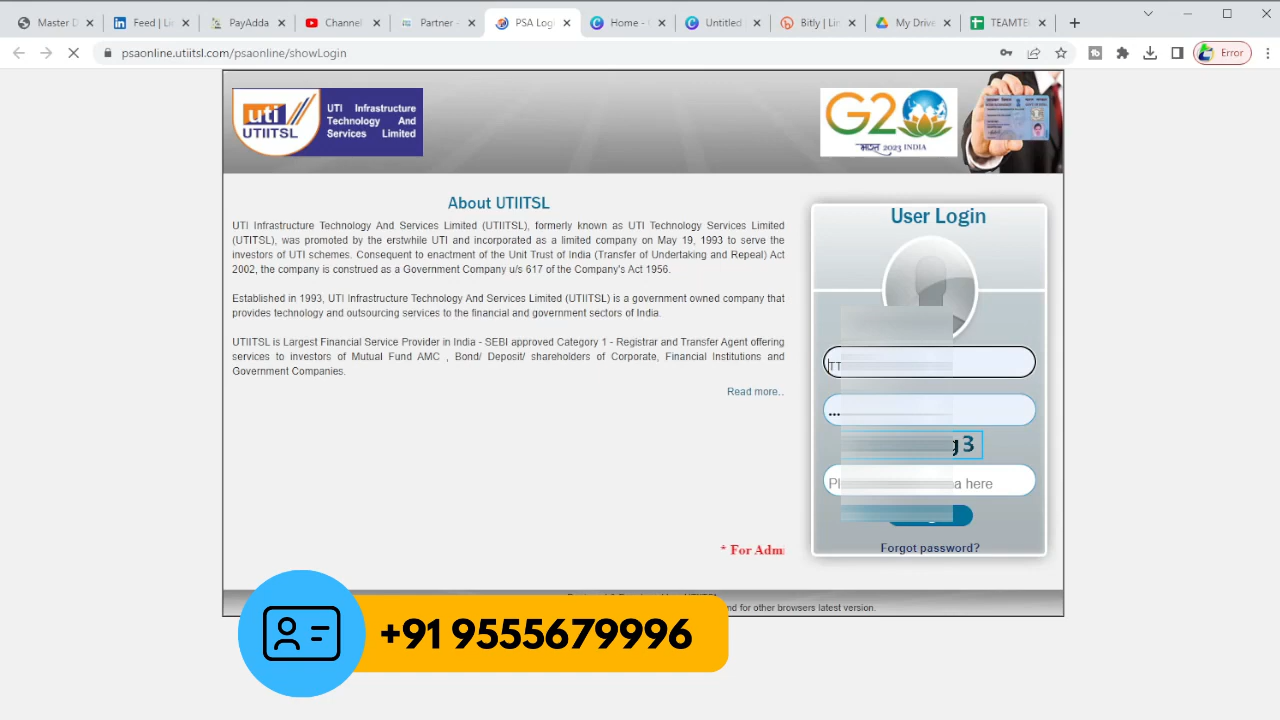 Master D
Feed | Li
PayAdda
Channel
Partner -
PSA Logi
Home -
Untitled
Bitly | Lin
My Drive
TEAMTE
psaonline.utiitsl.com/psaonline/showLogin
Error
uti
UTIITSL
UTI Infrastructure
Technology And
Services Limited
G20
भारत 2023 INDIA
About UTIITSL
UTI Infrastructure Technology And Services Limited (UTIITSL), formerly known as UTI Technology Services Limited
(UTIITSL), was promoted by the erstwhile UTI and incorporated as a limited company on May 19, 1993 to serve the
investors of UTI schemes. Consequent to enactment of the Unit Trust of India (Transfer of Undertaking and Repeal) Act
2002, the company is construed as a Government Company u/s 617 of the Company's Act 1956.
Established in 1993, UTI Infrastructure Technology And Services Limited (UTIITSL) is a government owned company that
provides technology and outsourcing services to the financial and government sectors of India.
UTIITSL is Largest Financial Service Provider in India - SEBI approved Category 1 - Registrar and Transfer Agent offering
services to investors of Mutual Fund AMC , Bond/ Deposit/ shareholders of Corporate, Financial Institutions and
Government Companies.
Read more..
* For Adm
User Login
g3
a here
Forgot password?
nd for other browsers latest version.
+91 9555679996